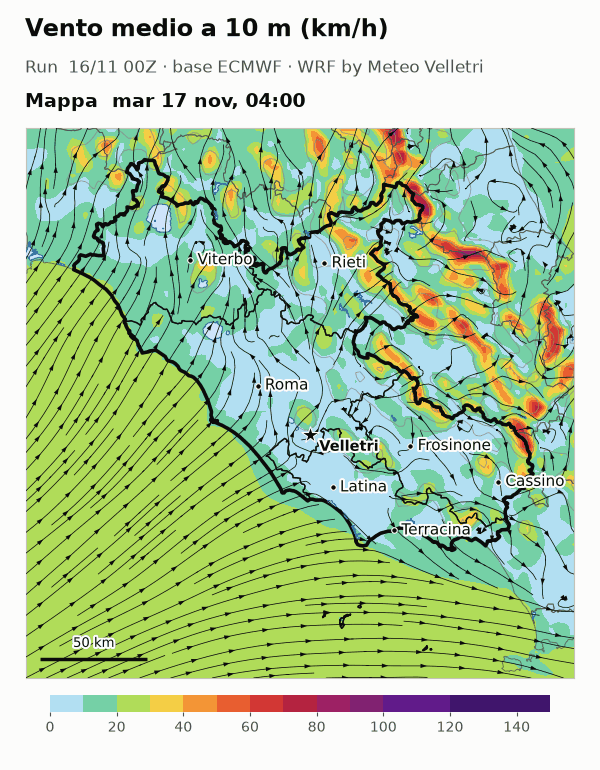 Vento medio a 10 m (km/h)
Run  16/11 00Z · base ECMWF · WRF by Meteo Velletri
Mappa  mar 17 nov, 04:00
Viterbo
Rieti
Roma
Velletri
Frosinone
Cassino
Latina
Terracina
50 km
0 20 40 60 80 100 120 140